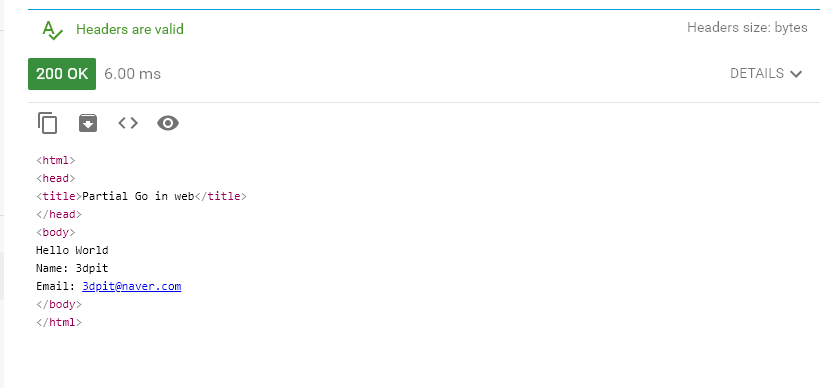 Headers are valid
Headers size: bytes
200 OK 6.00 ms
DETAILS
<html>
<head>
<title>Partial Go in web</title>
</head>
<body>
Hello World
Name: 3dpit
Email: 3dpit@naver.com
</body>
</html>